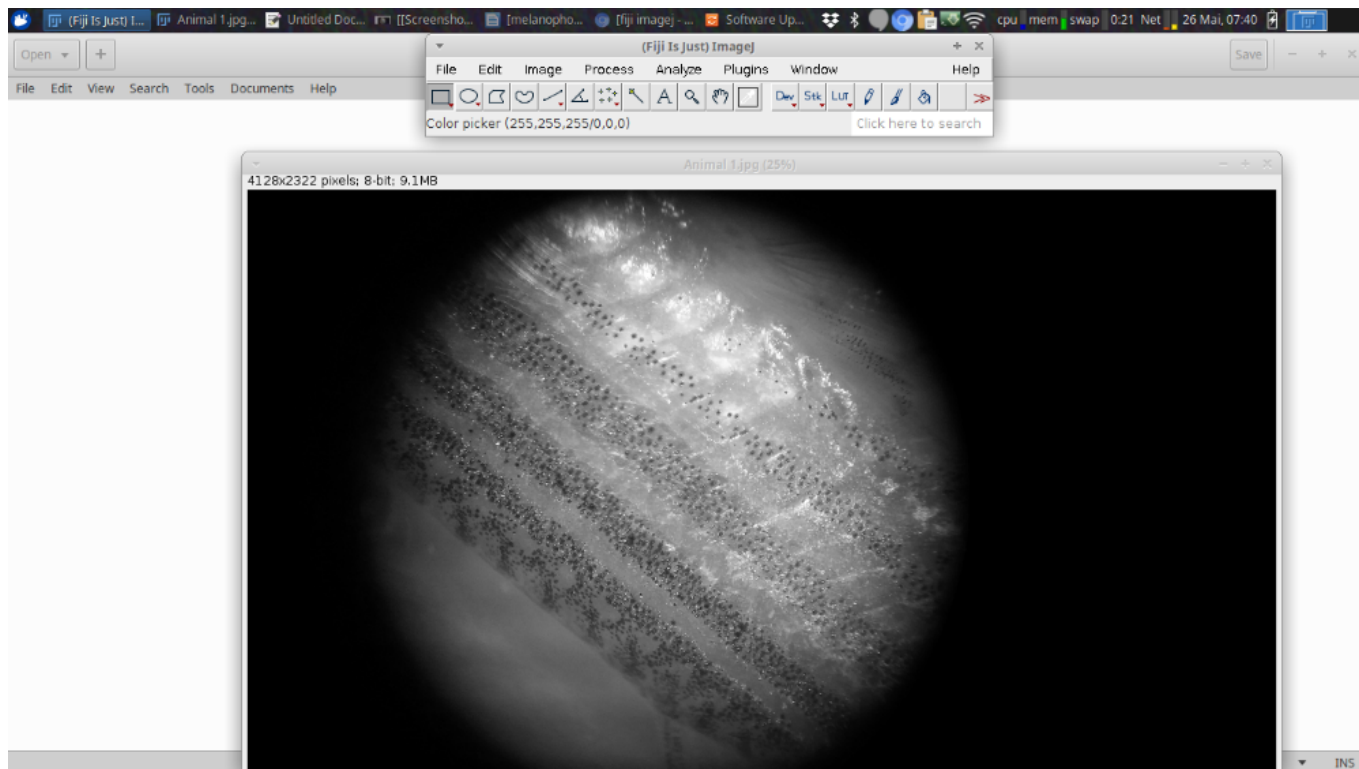 (Fiji Is Just) I... Animal 1.jpg... Untitled Doc... [[Screensho... [melanopho... [fiji imagej - ... Software Up... cpu mem swap 0:21 Net 26 Mai, 07:40
Open Save
File Edit View Search Tools Documents Help
(Fiji Is Just) ImageJ
File Edit Image Process Analyze Plugins Window Help
A Dev Stk LUT
Color picker (255,255,255/0,0,0) Click here to search
Animal 1.jpg (25%)
4128x2322 pixels; 8-bit; 9.1MB
INS